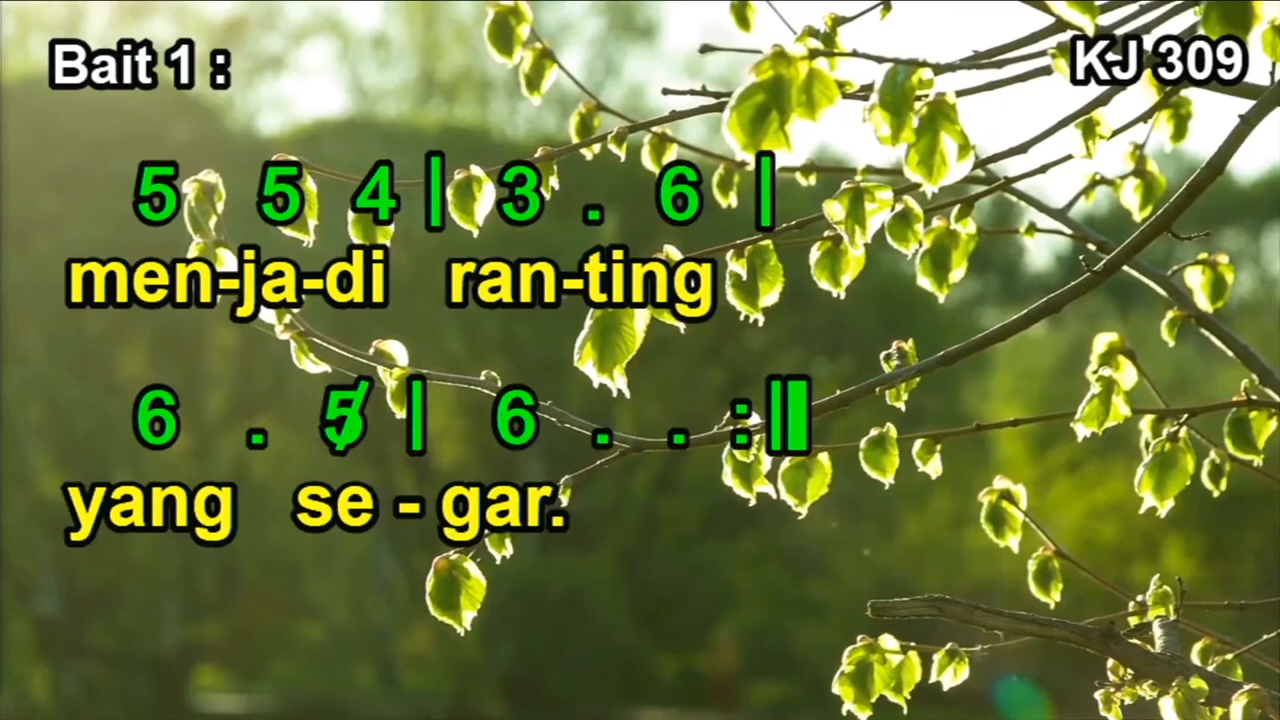 Bait 1 :
KJ 309
5 5 4 | 3 . 6 |
men-ja-di ran-ting
6 . 5̸ | 6 . . :||
yang se - gar.